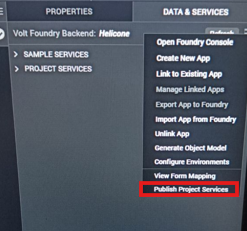 PROPERTIES DATA & SERVICES
Volt Foundry Backend: Helicone Refresh
SAMPLE SERVICES
PROJECT SERVICES
Open Foundry Console
Create New App
Link to Existing App
Manage Linked Apps
Export App to Foundry
Import App from Foundry
Unlink App
Generate Object Model
Configure Environments
View Form Mapping
Publish Project Services